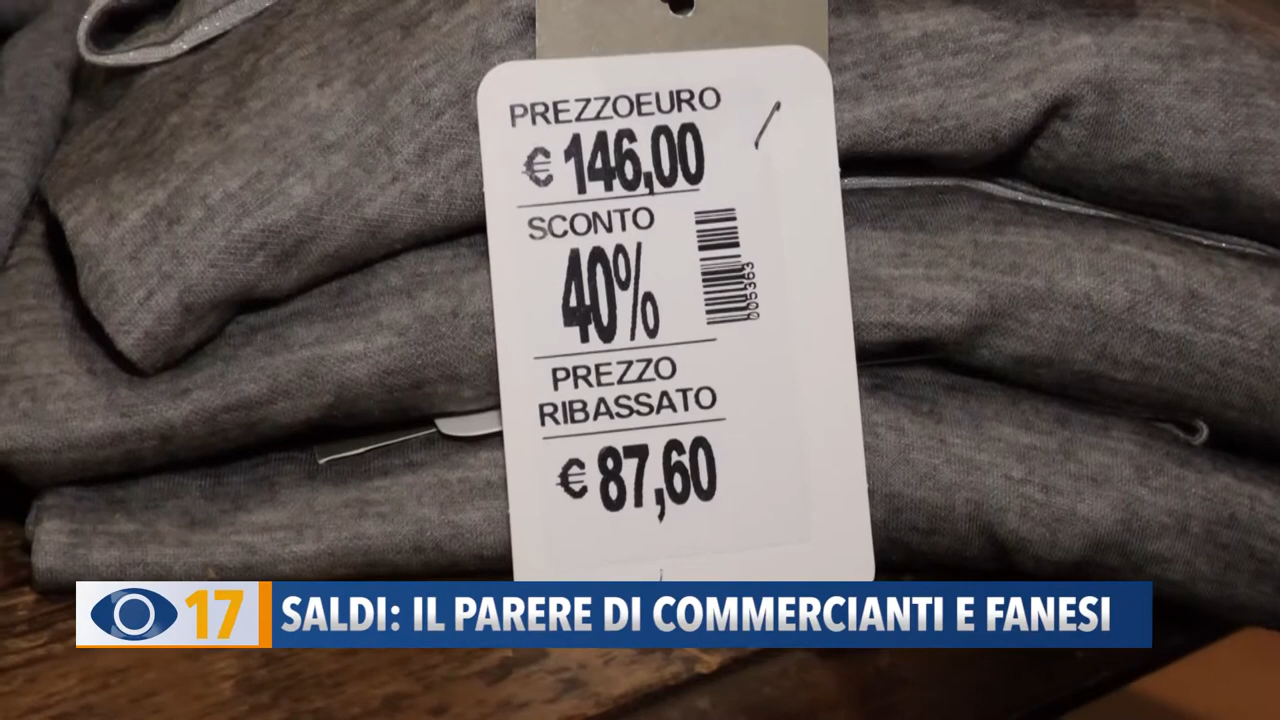 PREZZOEURO
€ 146,00
SCONTO
40%
005363
PREZZO
RIBASSATO
€ 87,60
17 SALDI: IL PARERE DI COMMERCIANTI E FANESI